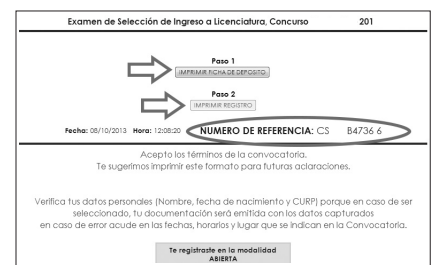 Examen de Selección de Ingreso a Licenciatura, Concurso 201
Paso 1
IMPRIMIR FICHA DE DEPOSITO
Paso 2
IMPRIMIR REGISTRO
Fecha: 08/10/2013 Hora: 12:08:20 NUMERO DE REFERENCIA: CS B4736 6
Acepto los términos de la convocatoria.
Te sugerimos imprimir este formato para futuras aclaraciones.
Verifica tus datos personales (Nombre, fecha de nacimiento y CURP) porque en caso de ser
seleccionado, tu documentación será emitida con los datos capturados
en caso de error acude en las fechas, horarios y lugar que se indican en la Convocatoria.
Te registraste en la modalidad
ABIERTA